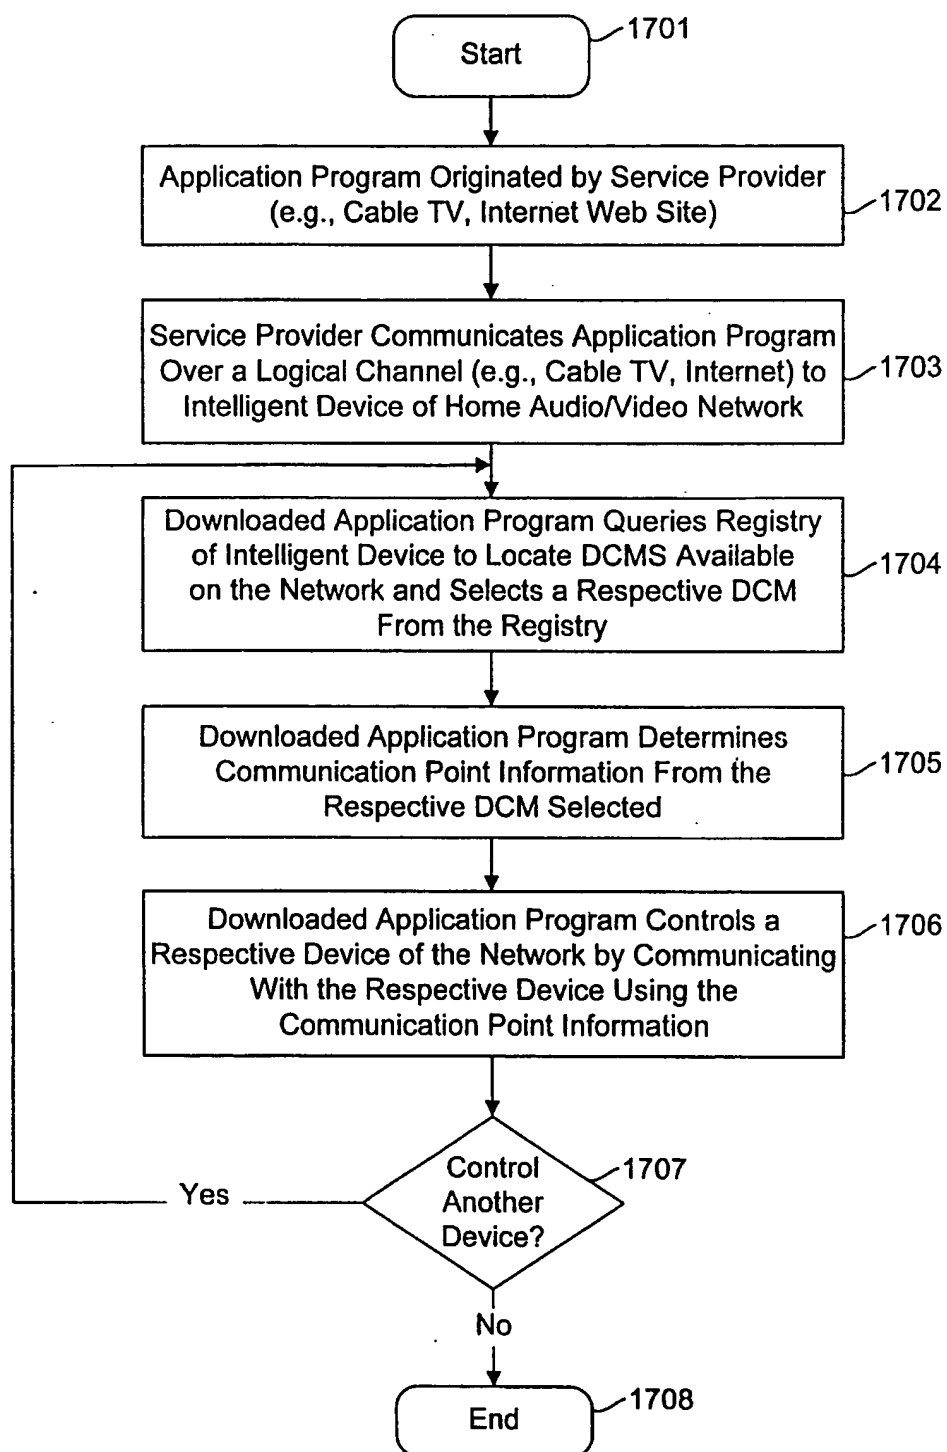 Start
1701
Application Program Originated by Service Provider
(e.g., Cable TV, Internet Web Site)
1702
Service Provider Communicates Application Program
Over a Logical Channel (e.g., Cable TV, Internet) to
Intelligent Device of Home Audio/Video Network
1703
Downloaded Application Program Queries Registry
of Intelligent Device to Locate DCMS Available
on the Network and Selects a Respective DCM
From the Registry
1704
Downloaded Application Program Determines
Communication Point Information From the
Respective DCM Selected
1705
Downloaded Application Program Controls a
Respective Device of the Network by Communicating
With the Respective Device Using the
Communication Point Information
1706
Control
Another
Device?
1707
Yes
No
End
1708